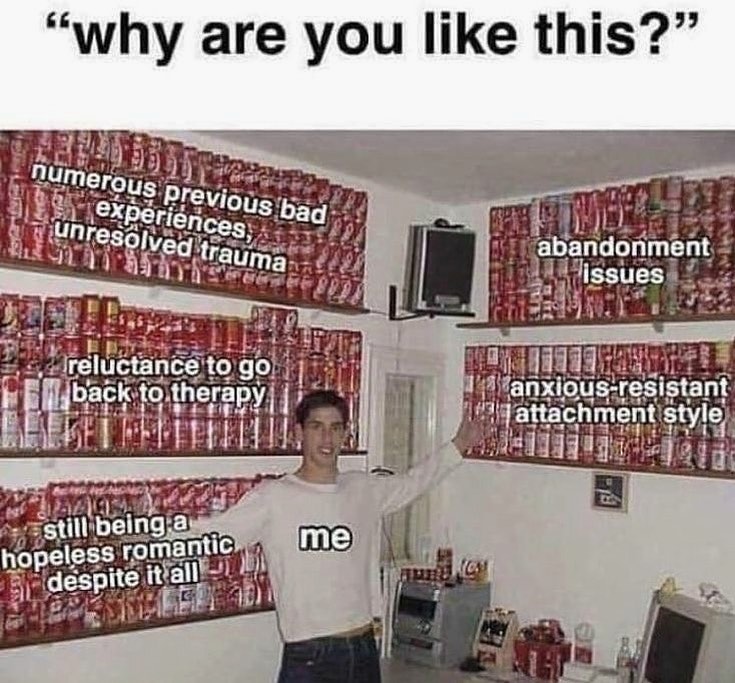 “why are you like this?”
numerous previous bad
experiences,
unresolved trauma
abandonment
issues
reluctance to go
back to therapy
anxious-resistant
attachment style
still being a
hopeless romantic
despite it all
me